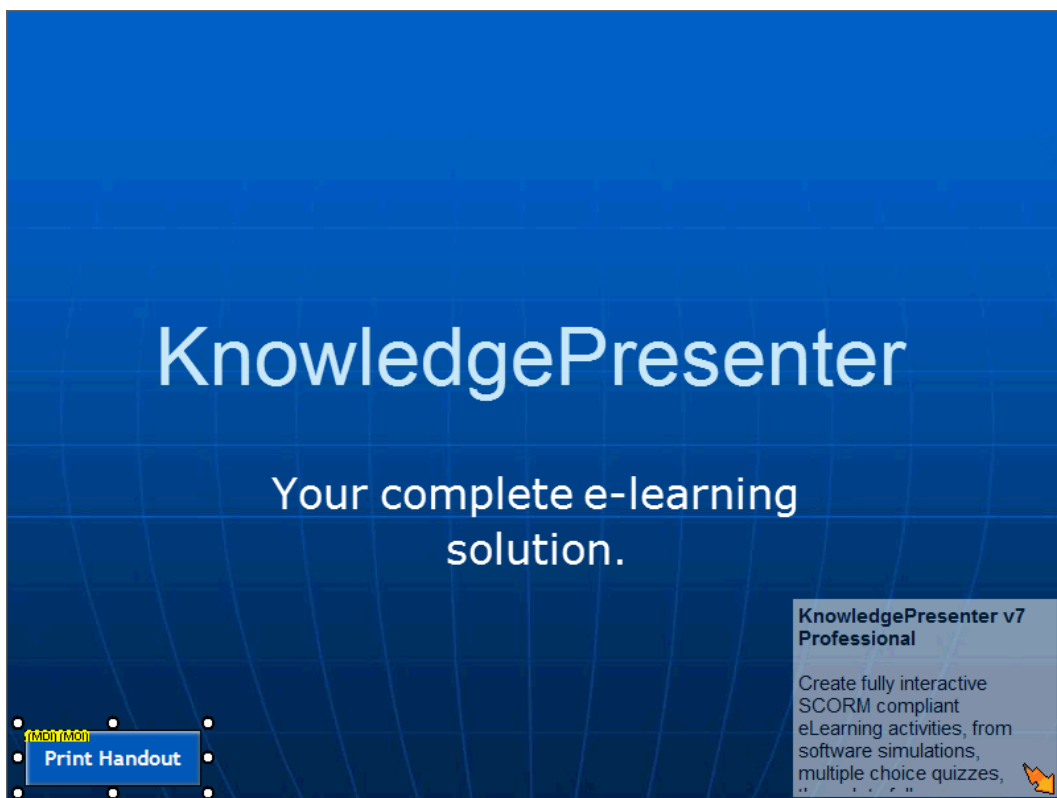 KnowledgePresenter
Your complete e-learning
solution.
KnowledgePresenter v7
Professional
Create fully interactive
SCORM compliant
eLearning activities, from
software simulations,
multiple choice quizzes,
Print Handout